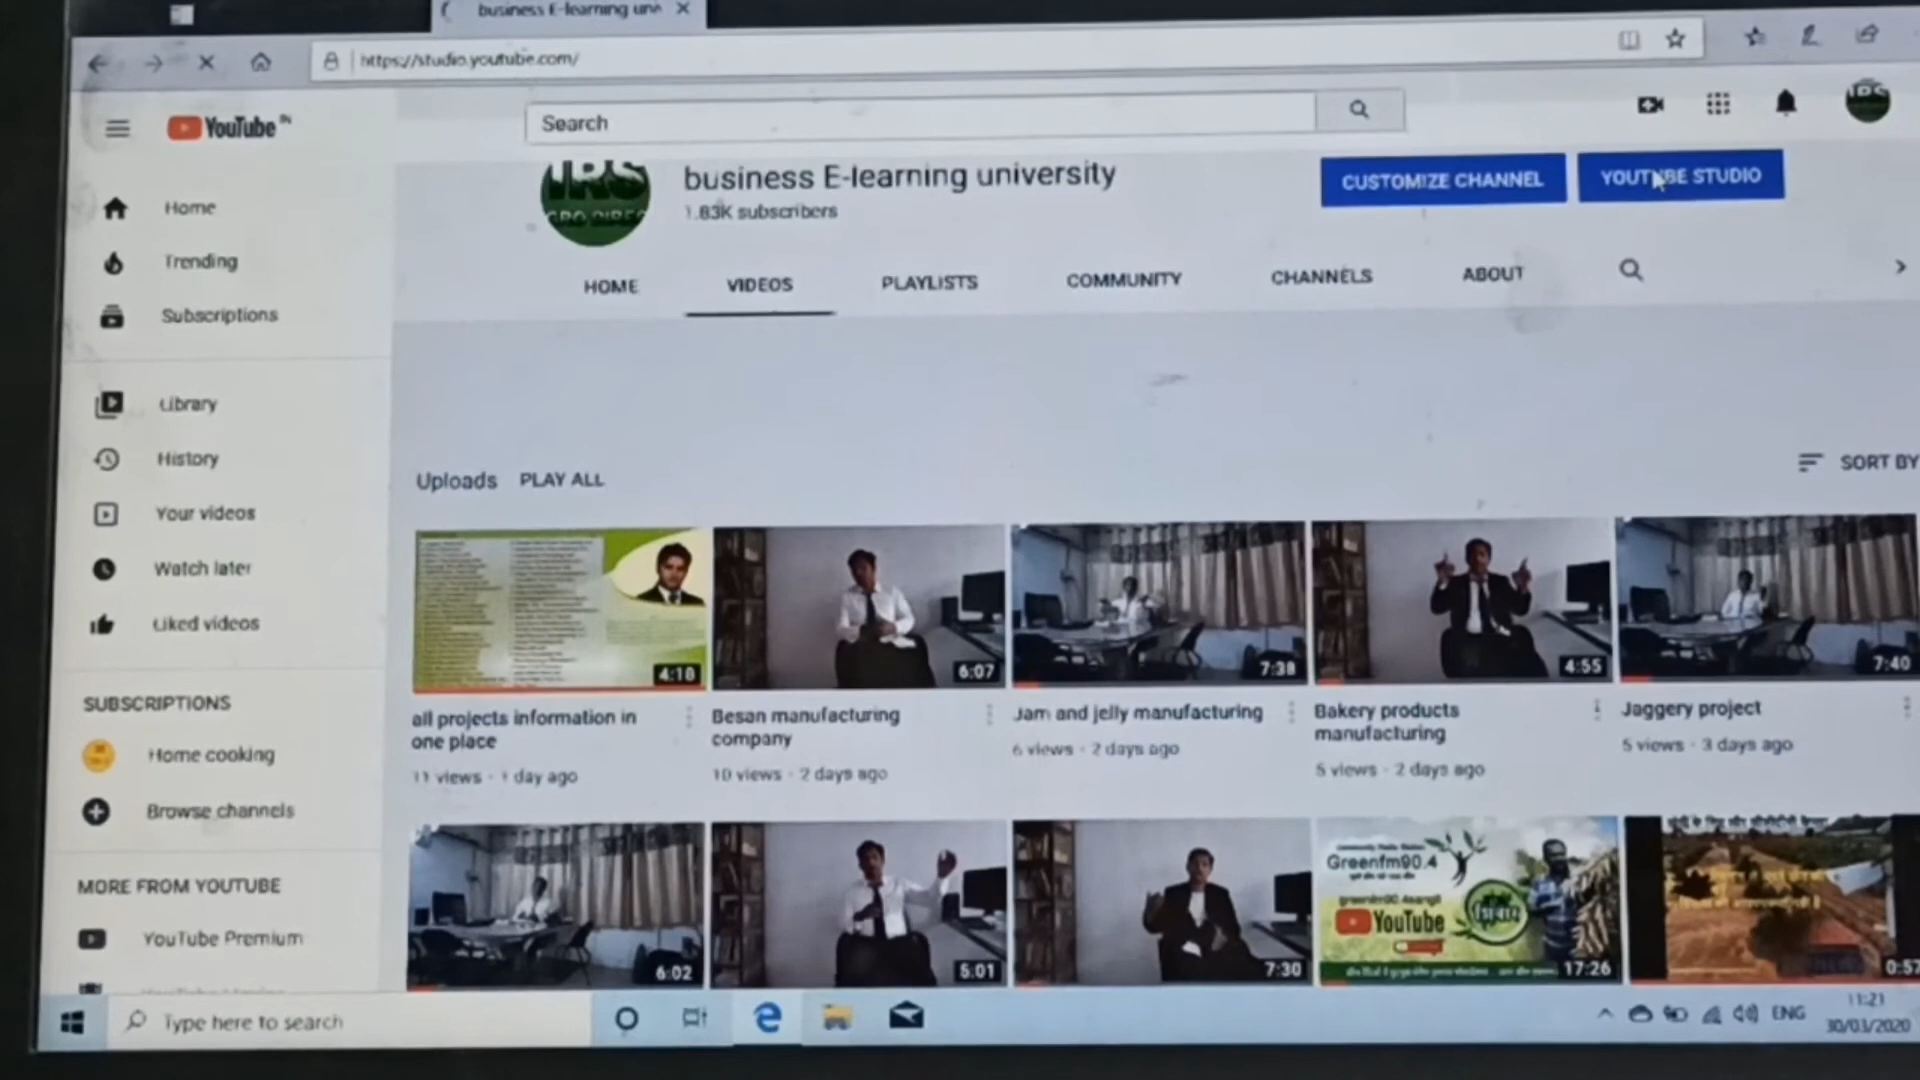 business E-learning uni
https://studio.youtube.com/
YouTube IN
Search
IRS
business E-learning university
1.83K subscribers
CUSTOMIZE CHANNEL
YOUTUBE STUDIO
HOME
VIDEOS
PLAYLISTS
COMMUNITY
CHANNELS
ABOUT
Home
Trending
Subscriptions
Library
History
Your videos
Watch later
Liked videos
SUBSCRIPTIONS
Home cooking
Browse channels
MORE FROM YOUTUBE
YouTube Premium
Uploads PLAY ALL
SORT BY
4:18
6:07
7:38
4:55
7:40
all projects information in
one place
11 views · 1 day ago
Besan manufacturing
company
10 views · 2 days ago
Jam and jelly manufacturing
6 views · 2 days ago
Bakery products
manufacturing
5 views · 2 days ago
Jaggery project
5 views · 3 days ago
6:02
5:01
7:30
Greenfm90.4
YouTube
17:26
0:57
Type here to search
ENG
11:21
30/03/2020